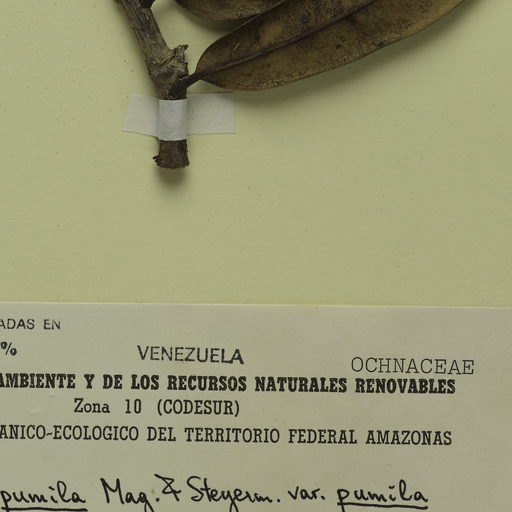 ADAS EN
%
VENEZUELA
OCHNACEAE
AMBIENTE Y DE LOS RECURSOS NATURALES RENOVABLES
Zona 10 (CODESUR)
ANICO-ECOLOGICO DEL TERRITORIO FEDERAL AMAZONAS
pumila Mag. & Steyerm. var. pumila